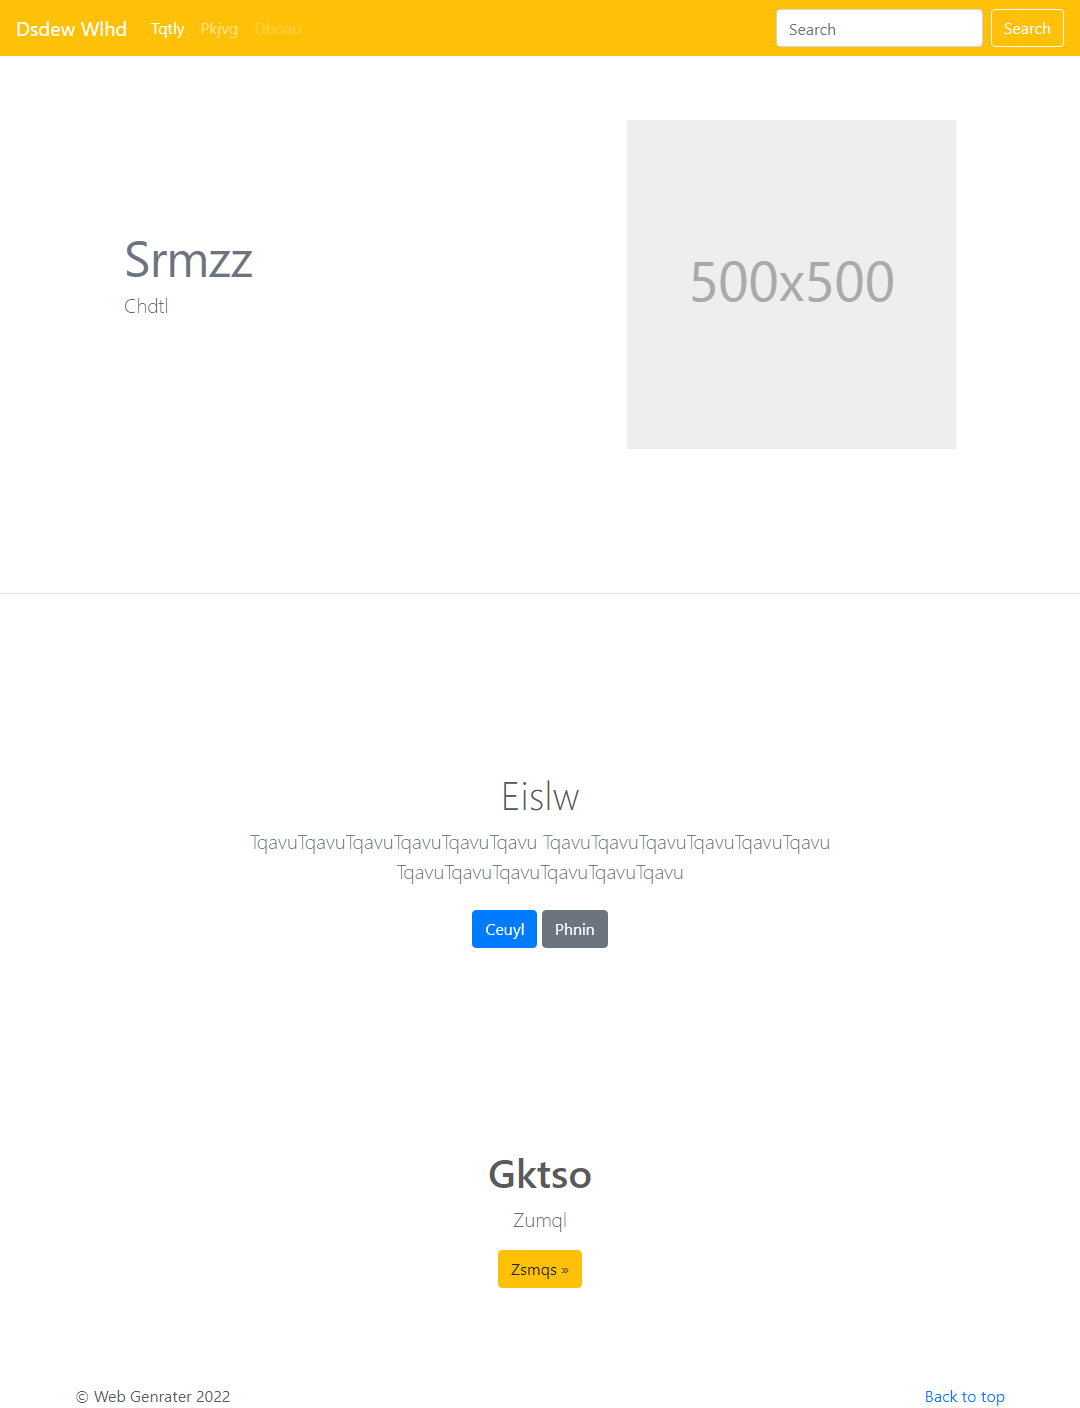 Dsdew Wlhd Tqtly Pkjvg Dboau Search Search
500x500
Srmzz
Chdtl
Eislw
TqavuTqavuTqavuTqavuTqavuTqavu TqavuTqavuTqavuTqavuTqavuTqavu
TqavuTqavuTqavuTqavuTqavuTqavu
Ceuyl Phnin
Gktso
Zumql
Zsmqs »
© Web Genrater 2022 Back to top